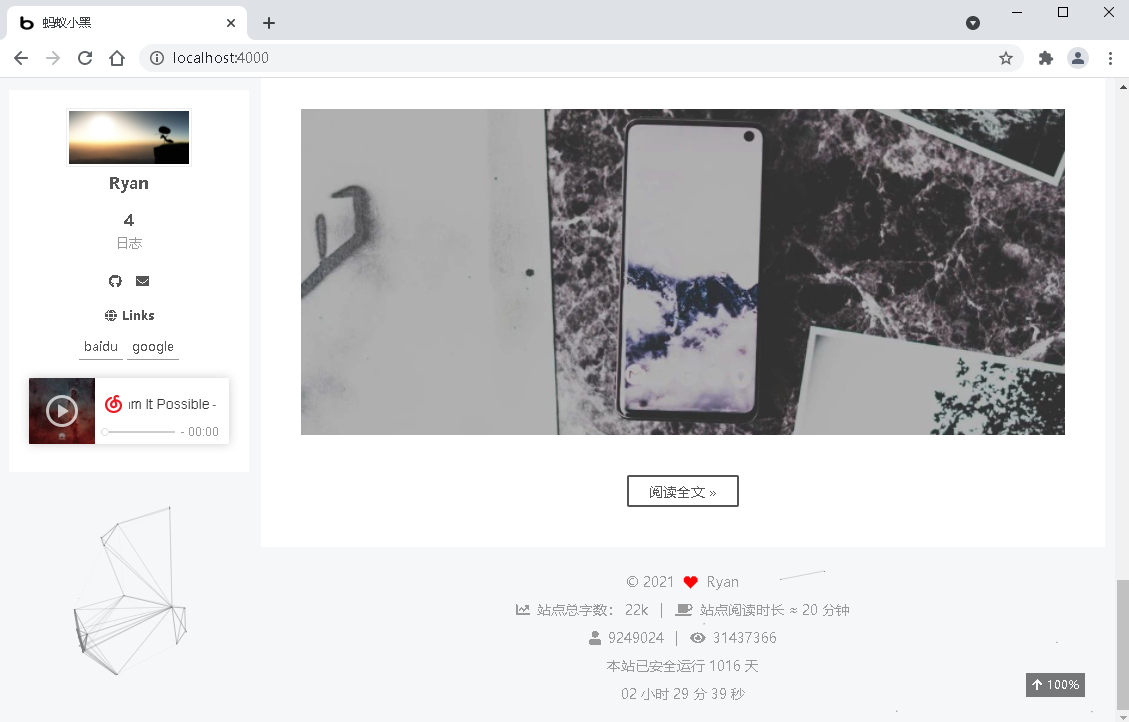 蚂蚁小黑
localhost:4000
Ryan
4
日志
Links
baidu google
m It Possible -
- 00:00
阅读全文 »
© 2021 Ryan
站点总字数： 22k | 站点阅读时长 ≈ 20 分钟
9249024 | 31437366
本站已安全运行 1016 天
02 小时 29 分 39 秒
100%